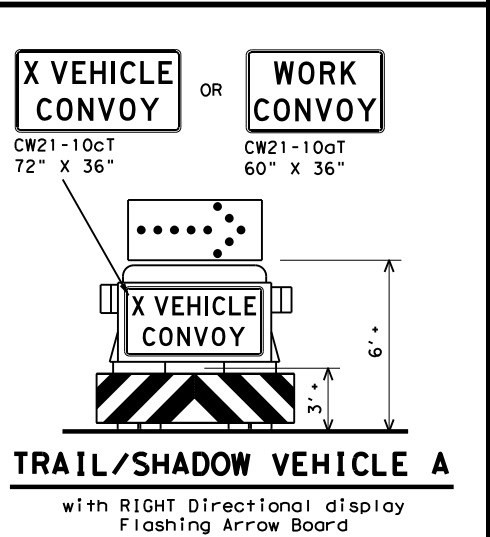 X VEHICLE
CONVOY
OR
WORK
CONVOY
CW21-10cT
72" X 36"
CW21-10aT
60" X 36"
X VEHICLE
CONVOY
6' +
3' +
TRAIL/SHADOW VEHICLE A
with RIGHT Directional display
Flashing Arrow Board